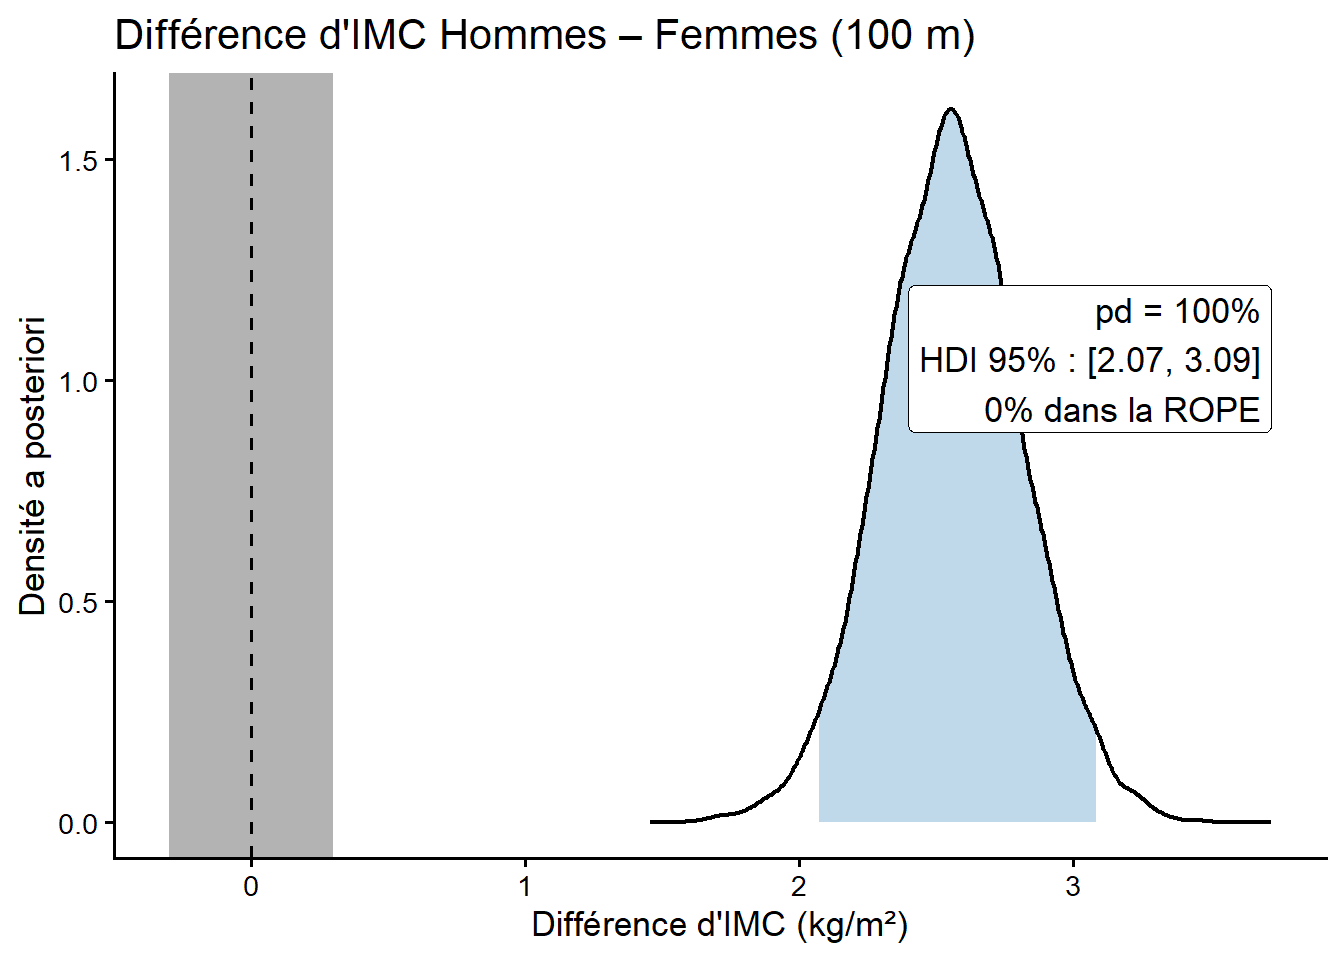 Différence d'IMC Hommes – Femmes (100 m)
Densité a posteriori
1.5
1.0
0.5
0.0
pd = 100%
HDI 95% : [2.07, 3.09]
0% dans la ROPE
0
1
2
3
Différence d'IMC (kg/m²)